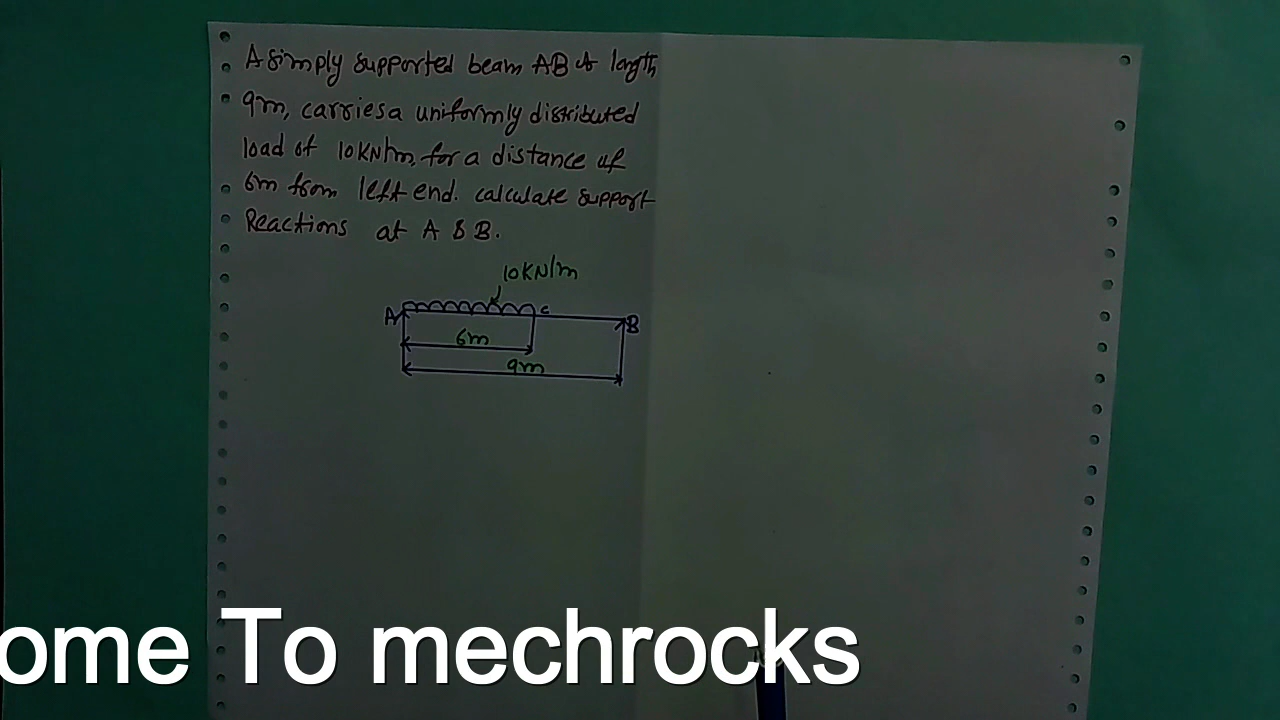 A simply supported beam AB of length
9m, carries a uniformly distributed
load of 10KN/m, for a distance of
6m from left end. calculate support
Reactions at A & B.
10KN/m
A
C
B
6m
9m
ome To mechrocks